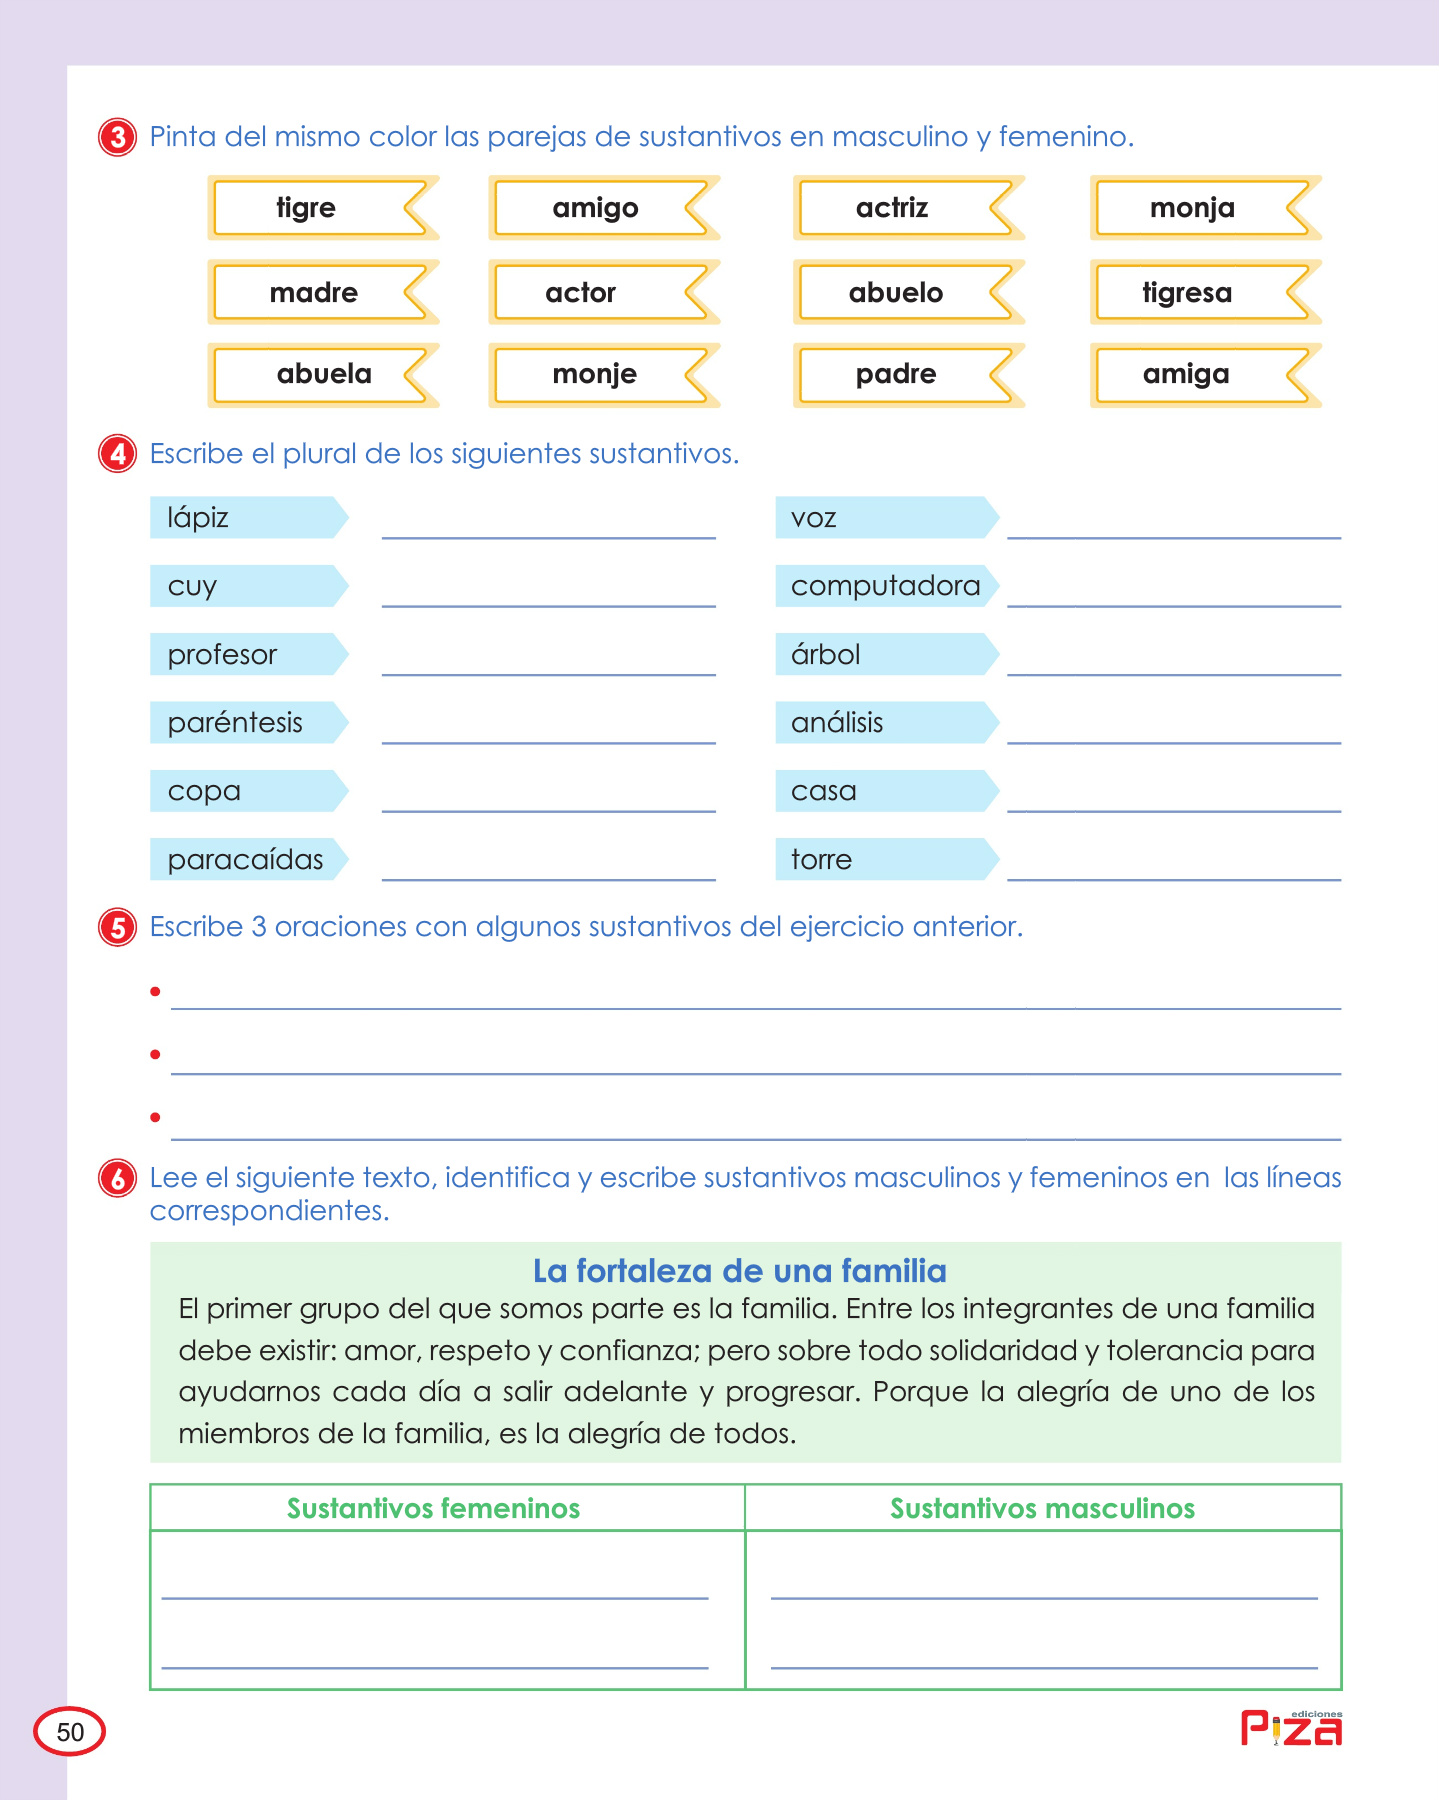 3 Pinta del mismo color las parejas de sustantivos en masculino y femenino.
tigre amigo actriz monja
madre actor abuelo tigresa
abuela monje padre amiga
4 Escribe el plural de los siguientes sustantivos.
lápiz voz
cuy computadora
profesor árbol
paréntesis análisis
copa casa
paracaídas torre
5 Escribe 3 oraciones con algunos sustantivos del ejercicio anterior.
6 Lee el siguiente texto, identifica y escribe sustantivos masculinos y femeninos en las líneas
correspondientes.
La fortaleza de una familia
El primer grupo del que somos parte es la familia. Entre los integrantes de una familia
debe existir: amor, respeto y confianza; pero sobre todo solidaridad y tolerancia para
ayudarnos cada día a salir adelante y progresar. Porque la alegría de uno de los
miembros de la familia, es la alegría de todos.
Sustantivos femeninos Sustantivos masculinos
50
ediciones
Piza